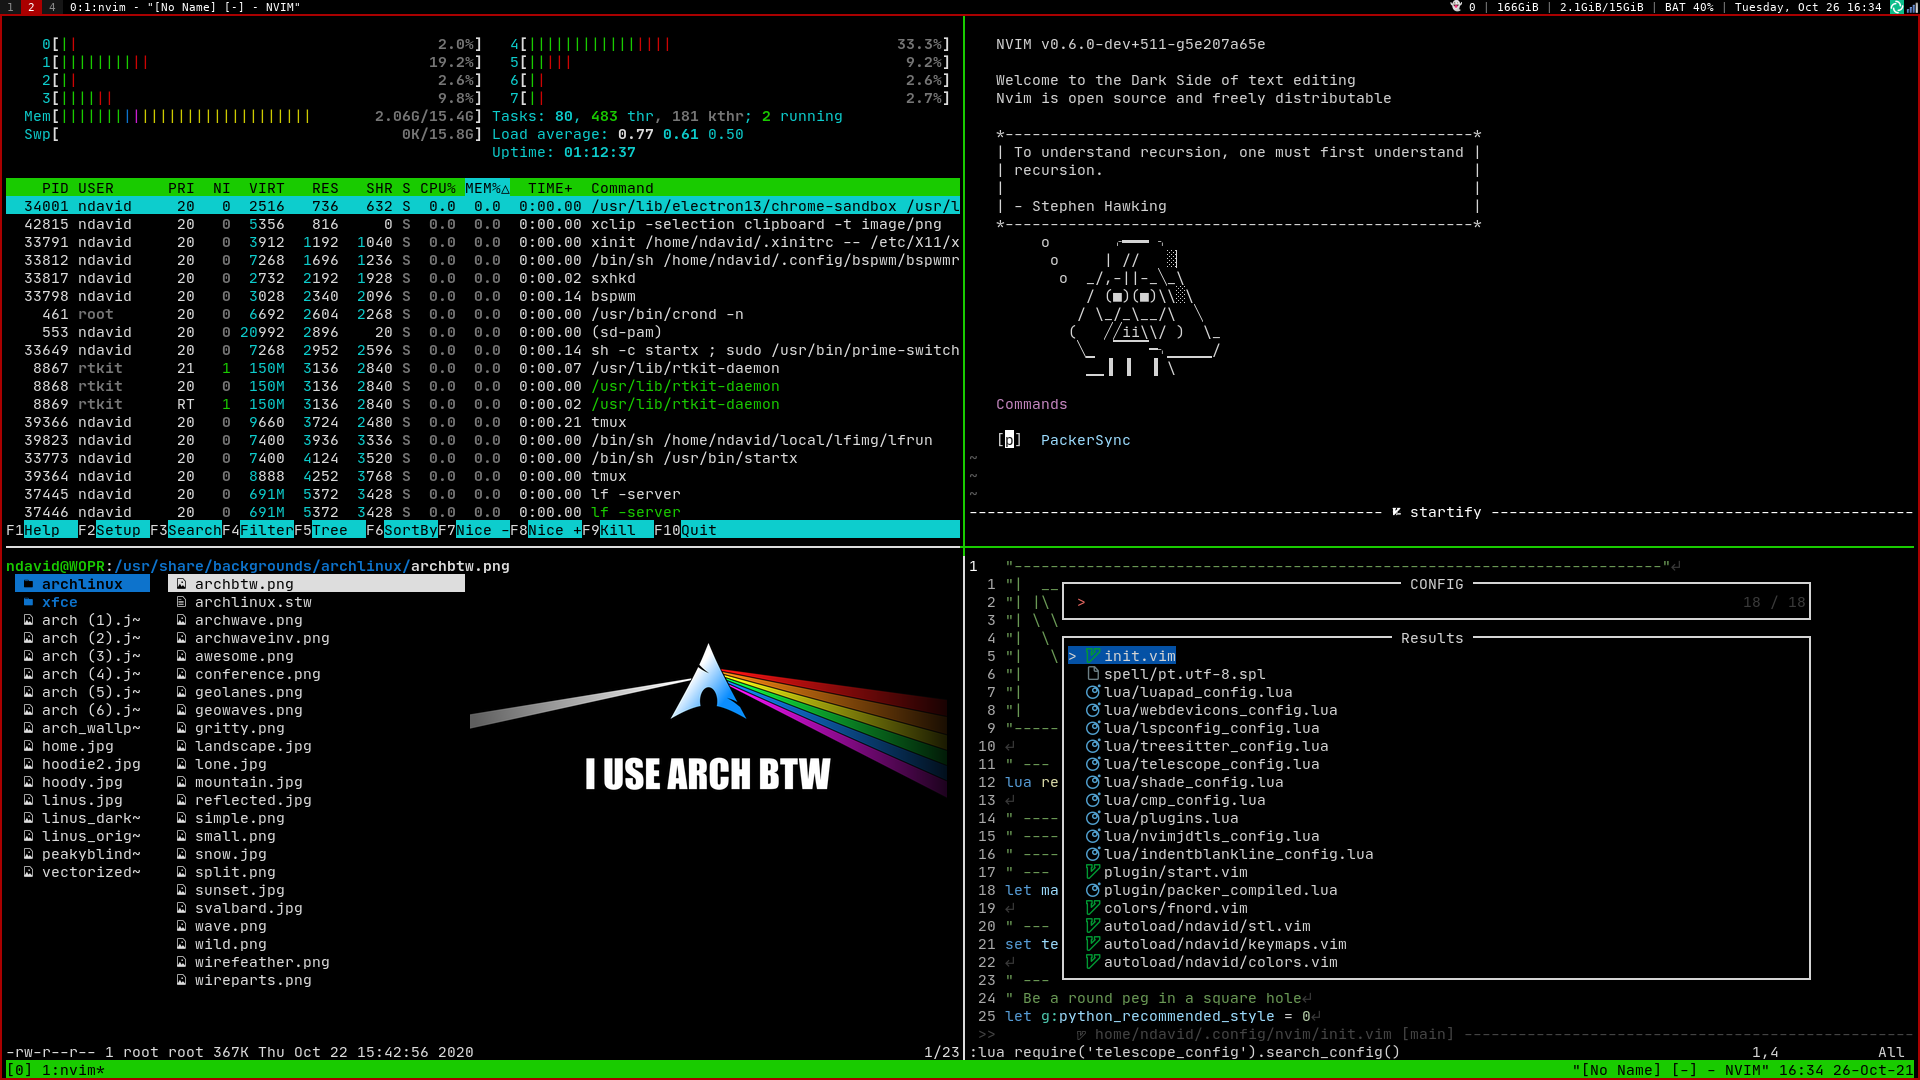 1 2 4 0:1:nvim - "[No Name] [-] - NVIM"
0 | 166GiB | 2.1GiB/15GiB | BAT 40% | Tuesday, Oct 26 16:34
0[|| 2.0%] 4[|||||||||||||||| 33.3%]
1[|||||||||| 19.2%] 5[||||| 9.2%]
2[|| 2.6%] 6[|| 2.6%]
3[|||||| 9.8%] 7[|| 2.7%]
Mem[|||||||||||||||||||||||||||| 2.06G/15.4G] Tasks: 80, 483 thr, 181 kthr; 2 running
Swp[ 0K/15.8G] Load average: 0.77 0.61 0.50
Uptime: 01:12:37
PID USER PRI NI VIRT RES SHR S CPU% MEM%△ TIME+ Command
34001 ndavid 20 0 2516 736 632 S 0.0 0.0 0:00.00 /usr/lib/electron13/chrome-sandbox /usr/l
42815 ndavid 20 0 5356 816 0 S 0.0 0.0 0:00.00 xclip -selection clipboard -t image/png
33791 ndavid 20 0 3912 1192 1040 S 0.0 0.0 0:00.00 xinit /home/ndavid/.xinitrc -- /etc/X11/x
33812 ndavid 20 0 7268 1696 1236 S 0.0 0.0 0:00.00 /bin/sh /home/ndavid/.config/bspwm/bspwmr
33817 ndavid 20 0 2732 2192 1928 S 0.0 0.0 0:00.02 sxhkd
33798 ndavid 20 0 3028 2340 2096 S 0.0 0.0 0:00.14 bspwm
461 root 20 0 6692 2604 2268 S 0.0 0.0 0:00.00 /usr/bin/crond -n
553 ndavid 20 0 20992 2896 20 S 0.0 0.0 0:00.00 (sd-pam)
33649 ndavid 20 0 7268 2952 2596 S 0.0 0.0 0:00.14 sh -c startx ; sudo /usr/bin/prime-switch
8867 rtkit 21 1 150M 3136 2840 S 0.0 0.0 0:00.07 /usr/lib/rtkit-daemon
8868 rtkit 20 0 150M 3136 2840 S 0.0 0.0 0:00.00 /usr/lib/rtkit-daemon
8869 rtkit RT 1 150M 3136 2840 S 0.0 0.0 0:00.02 /usr/lib/rtkit-daemon
39366 ndavid 20 0 9660 3724 2480 S 0.0 0.0 0:00.21 tmux
39823 ndavid 20 0 7400 3936 3336 S 0.0 0.0 0:00.00 /bin/sh /home/ndavid/local/lfimg/lfrun
33773 ndavid 20 0 7400 4124 3520 S 0.0 0.0 0:00.00 /bin/sh /usr/bin/startx
39364 ndavid 20 0 8888 4252 3768 S 0.0 0.0 0:00.00 tmux
37445 ndavid 20 0 691M 5372 3428 S 0.0 0.0 0:00.00 lf -server
37446 ndavid 20 0 691M 5372 3428 S 0.0 0.0 0:00.00 lf -server
F1Help F2Setup F3SearchF4FilterF5Tree F6SortByF7Nice -F8Nice +F9Kill F10Quit
NVIM v0.6.0-dev+511-g5e207a65e
Welcome to the Dark Side of text editing
Nvim is open source and freely distributable
*----------------------------------------------------*
| To understand recursion, one must first understand |
| recursion. |
| |
| - Stephen Hawking |
*----------------------------------------------------*
Commands
[p] PackerSync
~
~
~
startify
ndavid@WOPR:/usr/share/backgrounds/archlinux/archbtw.png
archlinux archbtw.png
xfce archlinux.stw
arch (1).j~ archwave.png
arch (2).j~ archwaveinv.png
arch (3).j~ awesome.png
arch (4).j~ conference.png
arch (5).j~ geolanes.png
arch (6).j~ geowaves.png
arch_wallp~ gritty.png
home.jpg landscape.jpg
hoodie2.jpg lone.jpg
hoody.jpg mountain.jpg
linus.jpg reflected.jpg
linus_dark~ simple.png
linus_orig~ small.png
peakyblind~ snow.jpg
vectorized~ split.png
sunset.jpg
svalbard.jpg
wave.png
wild.png
wirefeather.png
wireparts.png
I USE ARCH BTW
-rw-r--r-- 1 root root 367K Thu Oct 22 15:42:56 2020 1/23
1 "------------------------------------------------------------------------"
1 "| __
2 "| |\
3 "| \ \
4 "| \
5 "| \
6 "|
7 "|
8 "|
9 "-----
10
11 " ---
12 lua re
13
14 " ----
15 " ----
16 " ----
17 " ---
18 let ma
19
20 " ---
21 set te
22
23 " ---
24 " Be a round peg in a square hole
25 let g:python_recommended_style = 0
CONFIG
> 18 / 18
Results
> init.vim
spell/pt.utf-8.spl
lua/luapad_config.lua
lua/webdevicons_config.lua
lua/lspconfig_config.lua
lua/treesitter_config.lua
lua/telescope_config.lua
lua/shade_config.lua
lua/cmp_config.lua
lua/plugins.lua
lua/nvimjdtls_config.lua
lua/indentblankline_config.lua
plugin/start.vim
plugin/packer_compiled.lua
colors/fnord.vim
autoload/ndavid/stl.vim
autoload/ndavid/keymaps.vim
autoload/ndavid/colors.vim
>> home/ndavid/.config/nvim/init.vim [main]
:lua require('telescope_config').search_config() 1,4 All
[0] 1:nvim* "[No Name] [-] - NVIM" 16:34 26-Oct-21